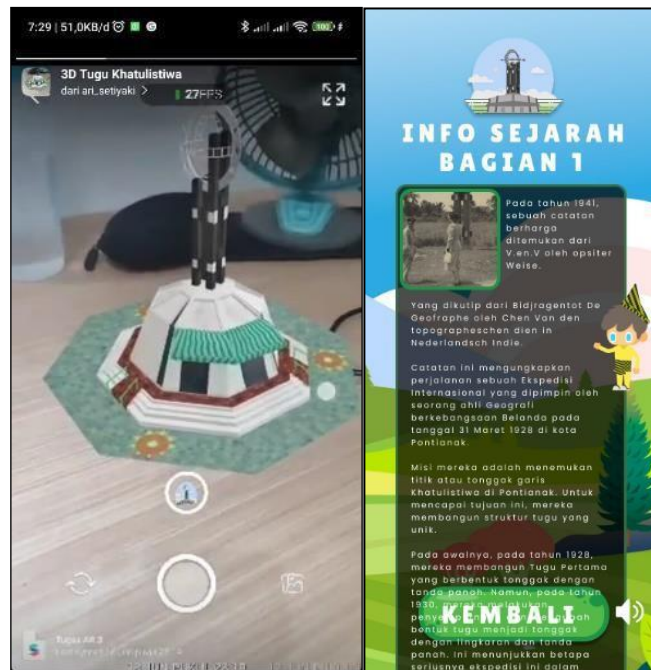 7:29 | 51,0KB/d
100
3D Tugu Khatulistiwa
dari ari_setiyaki >
27FPS
Tugas AR 3
INFO SEJARAH
BAGIAN 1
Pada tahun 1941,
sebuah catatan
berharga
ditemukan dari
V.en.V oleh opsiter
Weise.
Yang dikutip dari Bidjragentot De
Geofraphe oleh Chen Van den
topographeschen dien in
Nederlandsch Indie.
Catatan ini mengungkapkan
perjalanan sebuah Ekspedisi
Internasional yang dipimpin oleh
seorang ahli Geografi
berkebangsaan Belanda pada
tanggal 31 Maret 1928 di kota
Pontianak.
Misi mereka adalah menemukan
titik atau tonggak garis
Khatulistiwa di Pontianak. Untuk
mencapai tujuan ini, mereka
membangun struktur tugu yang
unik.
Pada awalnya, pada tahun 1928,
mereka membangun Tugu Pertama
yang berbentuk tonggak dengan
tanda panah. Namun, pada tahun
1930, mereka melakukan
KEMBALI
bentuk tugu menjadi tonggak
dengan lingkaran dan tanda
panah. Ini menunjukkan betapa
seriusnya ekspedisi ini dalam